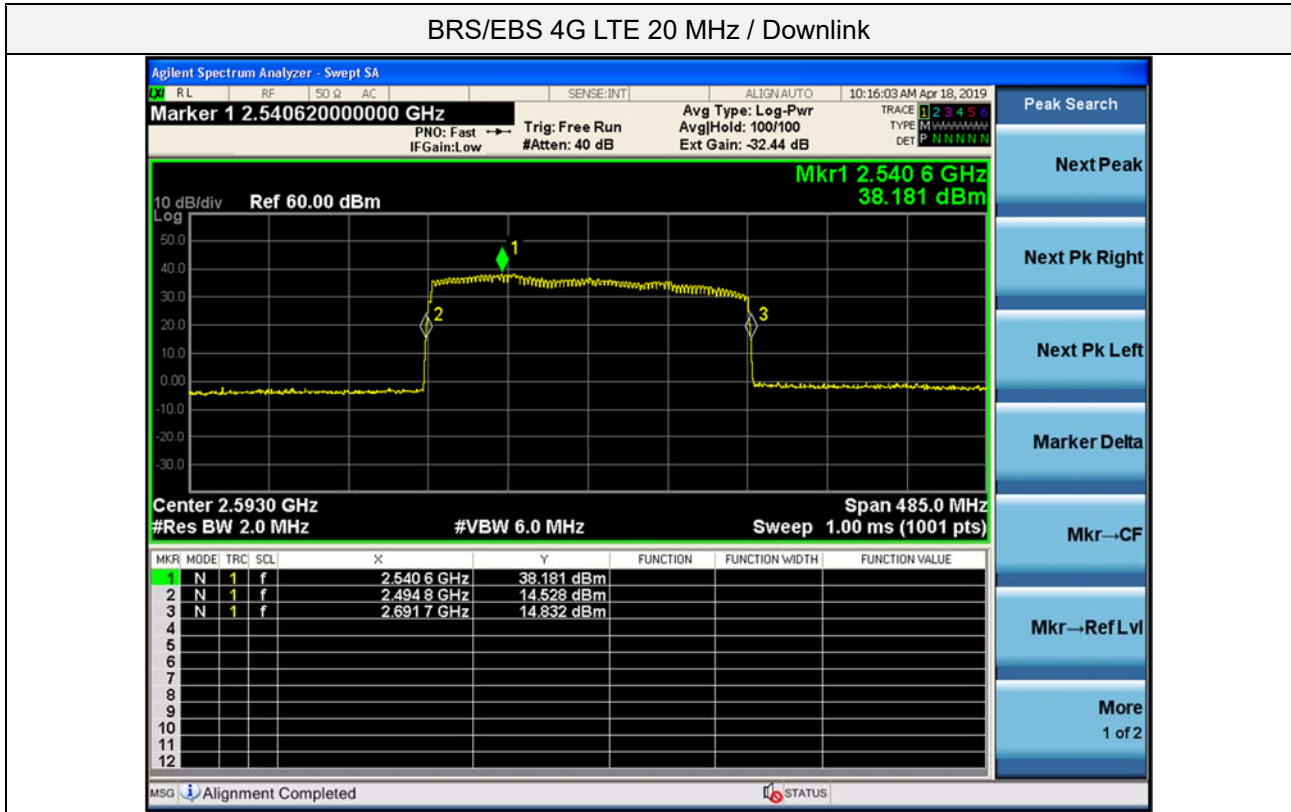 BRS/EBS 4G LTE 20 MHz / Downlink
Agilent Spectrum Analyzer - Swept SA
LXI RL RF 50 Ω AC SENSE:INT ALIGN AUTO 10:16:03 AM Apr 18, 2019
Marker 1 2.540620000000 GHz
PNO: Fast
IFGain:Low
Trig: Free Run
#Atten: 40 dB
Avg Type: Log-Pwr
Avg|Hold: 100/100
Ext Gain: -32.44 dB
TRACE 1 2 3 4 5 6
TYPE M
DET P N N N N N
Mkr1 2.540 6 GHz
38.181 dBm
10 dB/div Ref 60.00 dBm
Log
50.0
40.0
30.0
20.0
10.0
0.00
-10.0
-20.0
-30.0
1
2
3
Center 2.5930 GHz Span 485.0 MHz
#Res BW 2.0 MHz #VBW 6.0 MHz Sweep 1.00 ms (1001 pts)
MKR MODE TRC SCL X Y FUNCTION FUNCTION WIDTH FUNCTION VALUE
1 N 1 f 2.540 6 GHz 38.181 dBm
2 N 1 f 2.494 8 GHz 14.528 dBm
3 N 1 f 2.691 7 GHz 14.832 dBm
4
5
6
7
8
9
10
11
12
MSG Alignment Completed STATUS
Peak Search
Next Peak
Next Pk Right
Next Pk Left
Marker Delta
Mkr→CF
Mkr→Ref Lvl
More
1 of 2